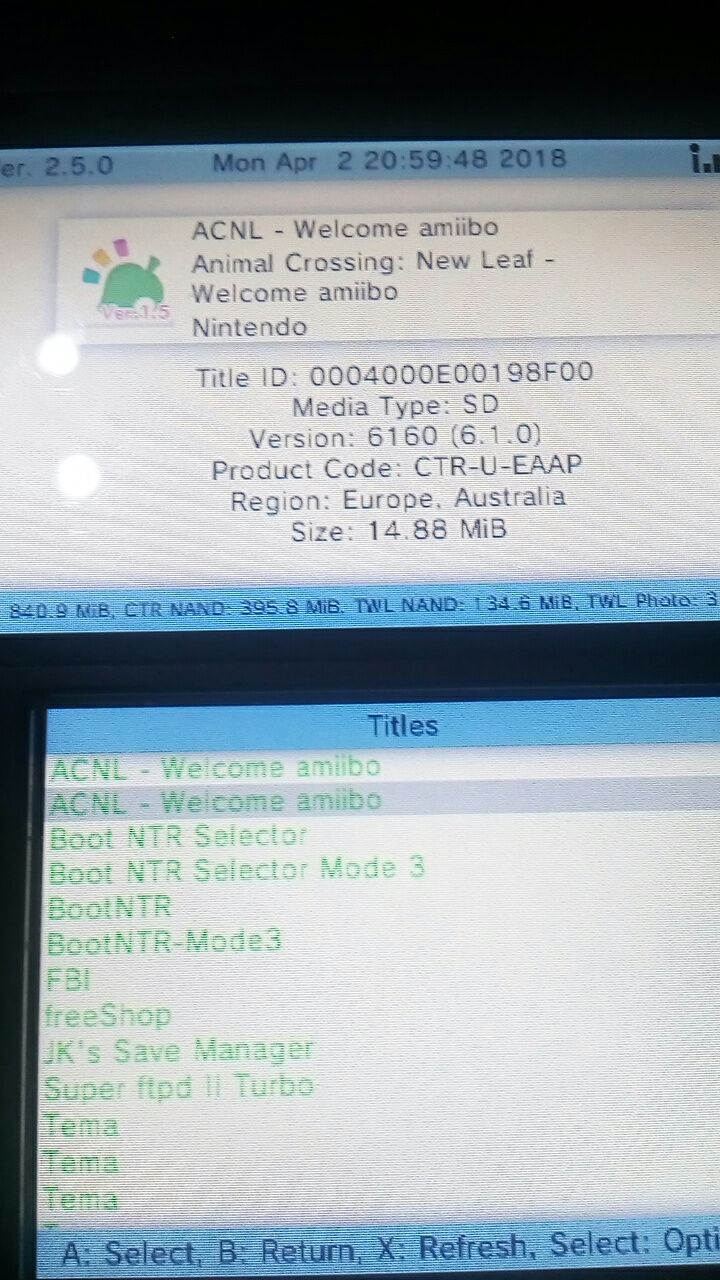 er. 2.5.0
Mon Apr 2 20:59:48 2018
ACNL - Welcome amiibo
Animal Crossing: New Leaf -
Welcome amiibo
Nintendo
Ver.1.5
Title ID: 0004000E00198F00
Media Type: SD
Version: 6160 (6.1.0)
Product Code: CTR-U-EAAP
Region: Europe, Australia
Size: 14.88 MiB
840.9 MiB, CTR NAND: 395.8 MiB, TWL NAND: 134.6 MiB, TWL Photo: 3
Titles
ACNL - Welcome amiibo
ACNL - Welcome amiibo
Boot NTR Selector
Boot NTR Selector Mode 3
BootNTR
BootNTR-Mode3
FBI
freeShop
JK's Save Manager
Super ftpd II Turbo
Tema
Tema
Tema
A: Select, B: Return, X: Refresh, Select: Opti